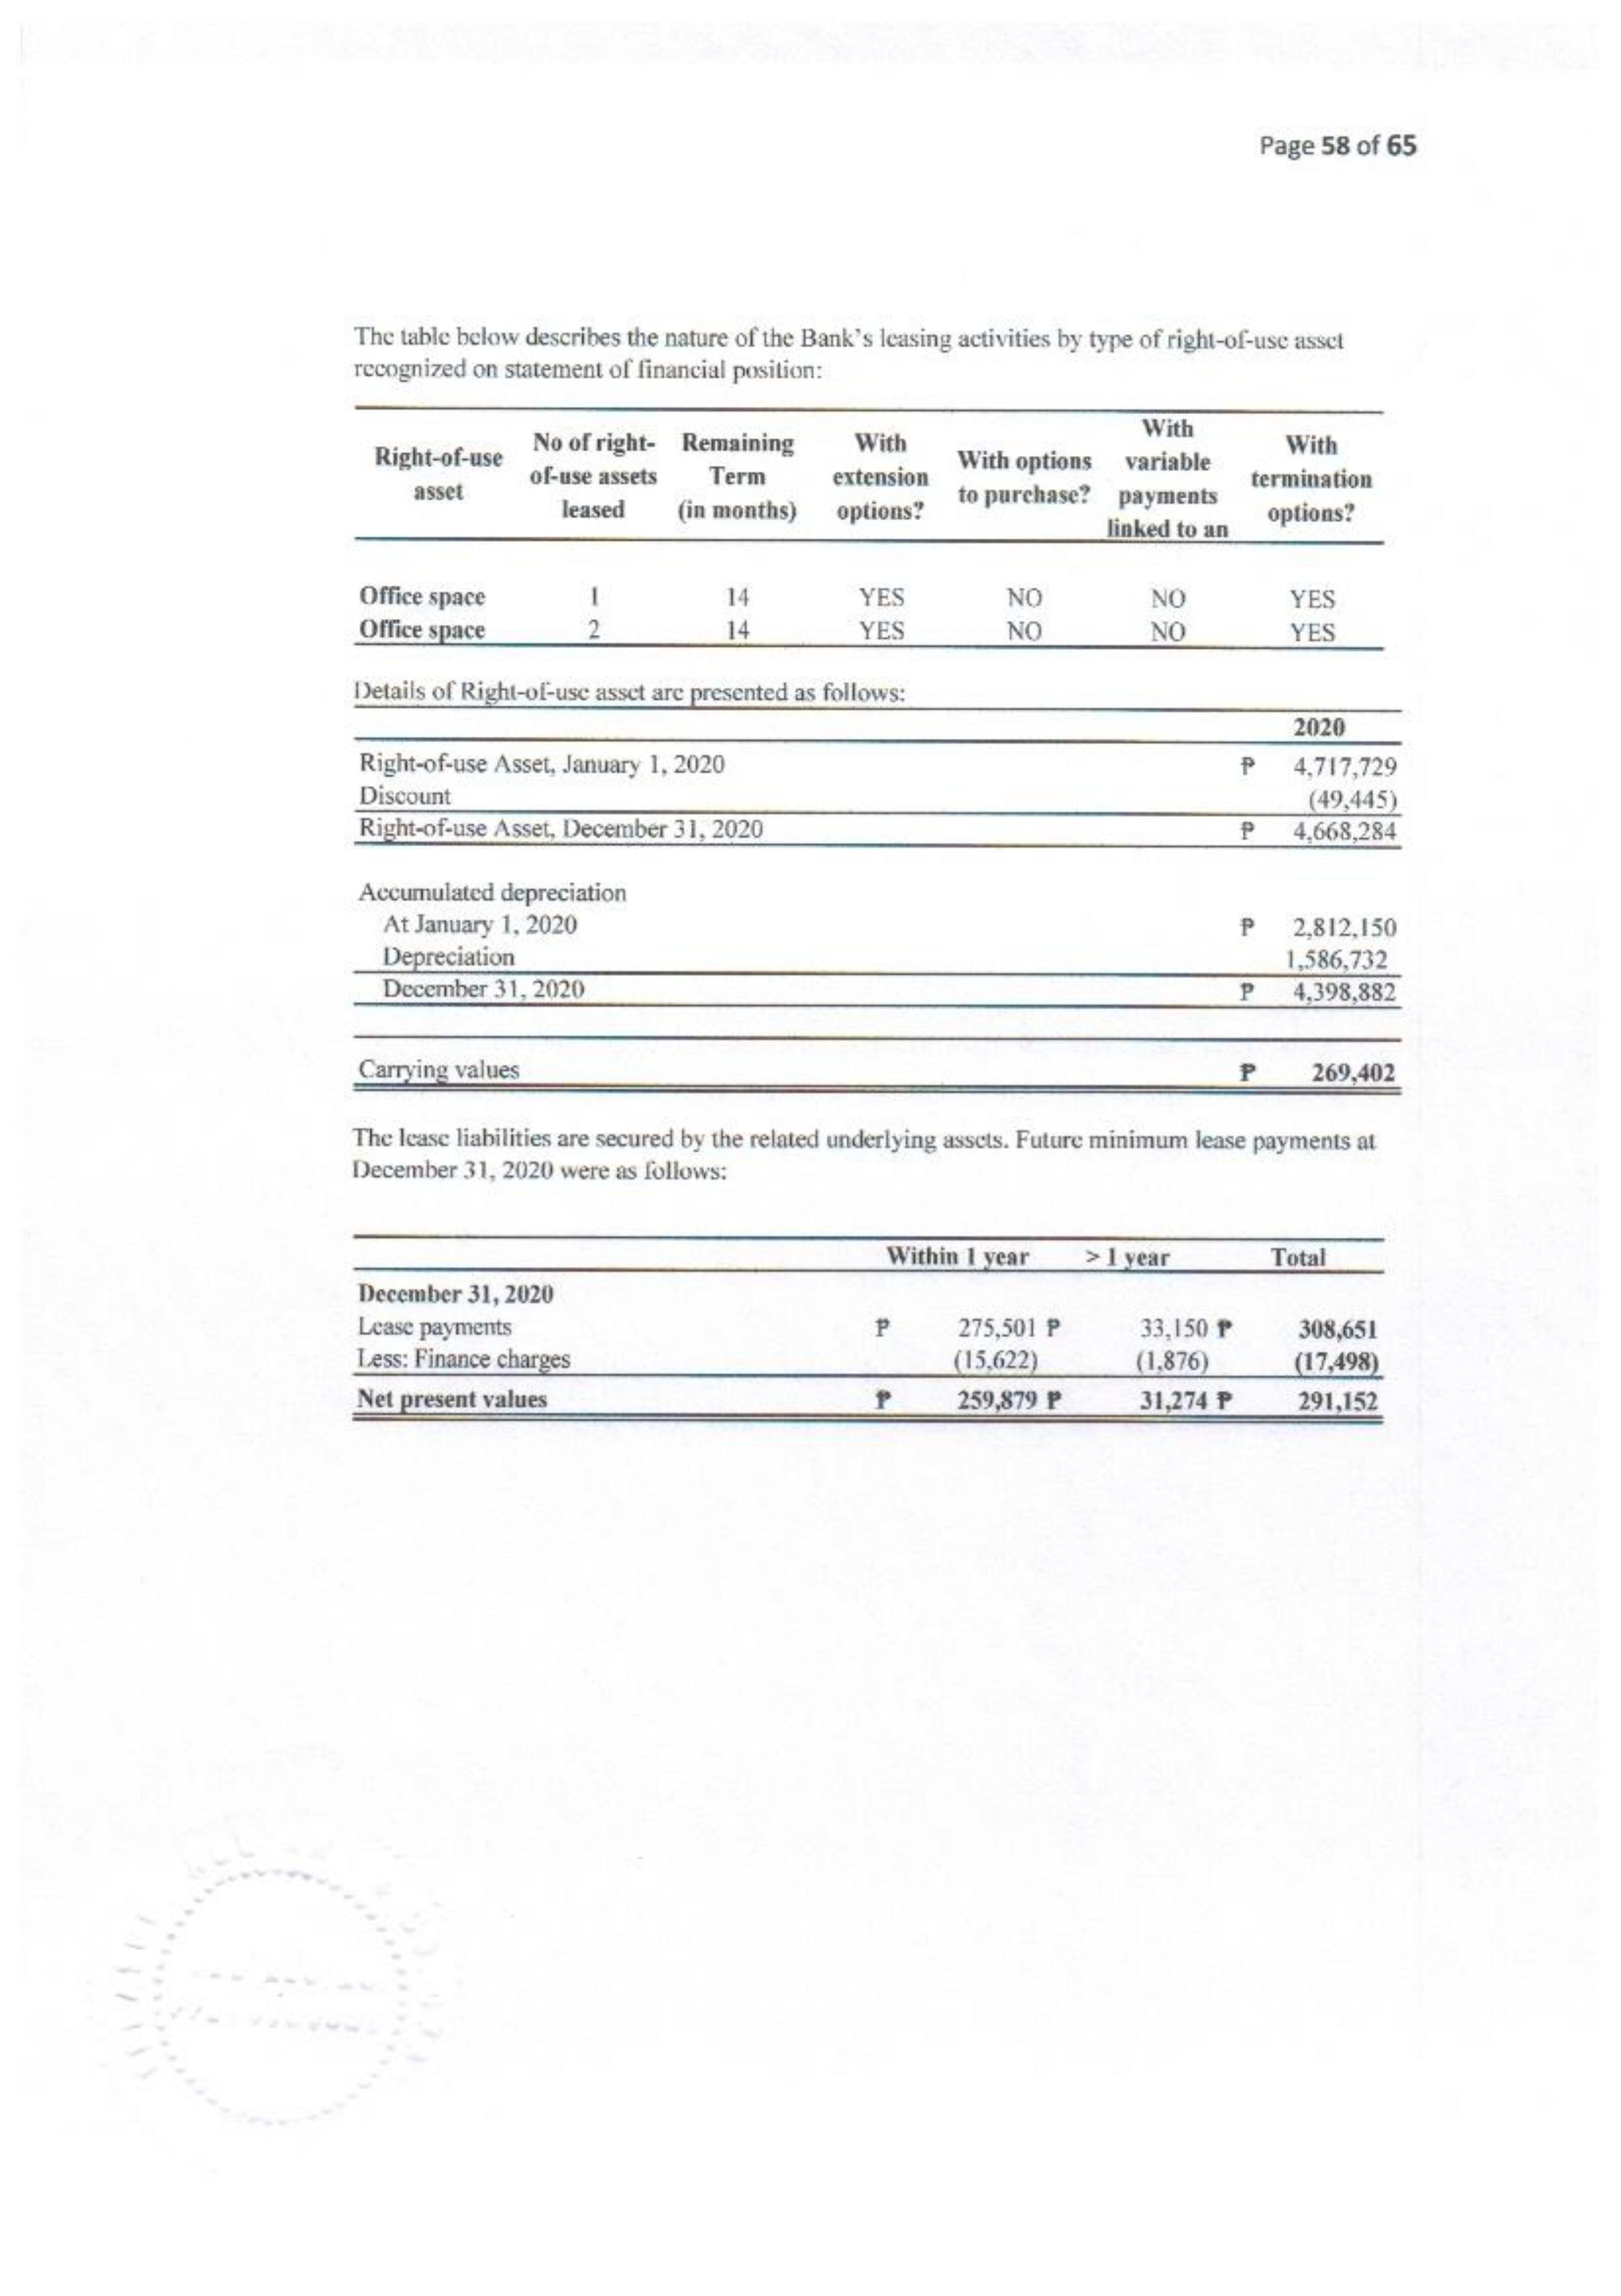 Page 58 of 65
The table below describes the nature of the Bank's leasing activities by type of right-of-use asset
recognized on statement of financial position:
Right-of-use asset | No of right-of-use assets leased | Remaining Term (in months) | With extension options? | With options to purchase? | With variable payments linked to an | With termination options?
Office space 1 14 YES NO NO YES
Office space 2 14 YES NO NO YES
Details of Right-of-use asset are presented as follows:
2020
Right-of-use Asset, January 1, 2020 ₱ 4,717,729
Discount (49,445)
Right-of-use Asset, December 31, 2020 ₱ 4,668,284
Accumulated depreciation
At January 1, 2020 ₱ 2,812,150
Depreciation 1,586,732
December 31, 2020 ₱ 4,398,882
Carrying values ₱ 269,402
The lease liabilities are secured by the related underlying assets. Future minimum lease payments at
December 31, 2020 were as follows:
Within 1 year > 1 year Total
December 31, 2020
Lease payments ₱ 275,501 ₱ 33,150 ₱ 308,651
Less: Finance charges (15,622) (1,876) (17,498)
Net present values ₱ 259,879 ₱ 31,274 ₱ 291,152